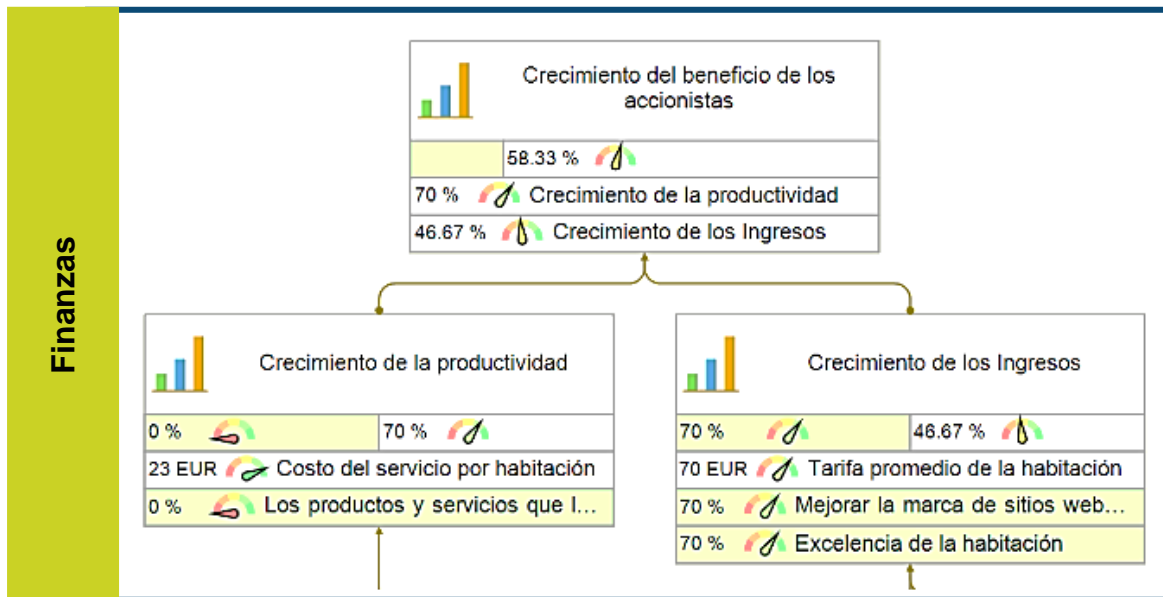 Finanzas
Crecimiento del beneficio de los
accionistas
58.33 %
70 % Crecimiento de la productividad
46.67 % Crecimiento de los Ingresos
Crecimiento de la productividad
0 % 70 %
23 EUR Costo del servicio por habitación
0 % Los productos y servicios que l...
Crecimiento de los Ingresos
70 % 46.67 %
70 EUR Tarifa promedio de la habitación
70 % Mejorar la marca de sitios web...
70 % Excelencia de la habitación